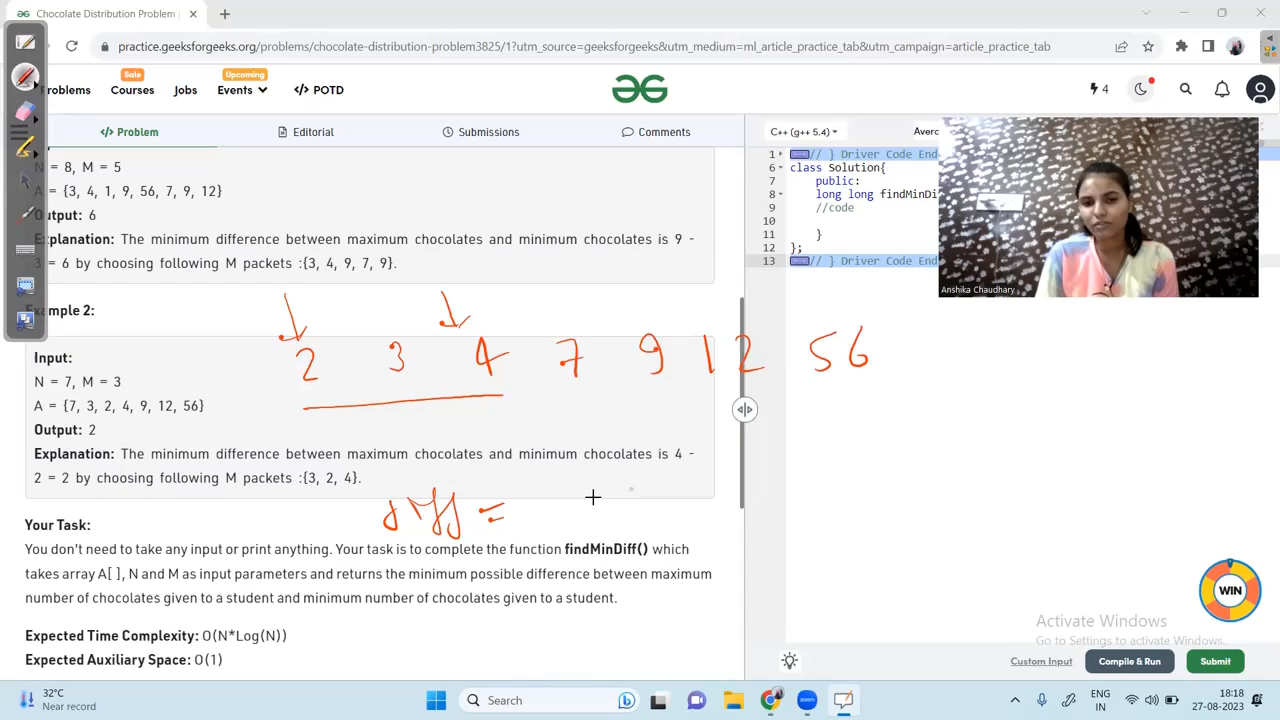 Chocolate Distribution Problem
practice.geeksforgeeks.org/problems/chocolate-distribution-problem3825/1?utm_source=geeksforgeeks&utm_medium=ml_article_practice_tab&utm_campaign=article_practice_tab
roblems
Sale
Courses
Jobs
Upcoming
Events
</> POTD
4
</> Problem
Editorial
Submissions
Comments
C++ (g++ 5.4)
N = 8, M = 5
A = {3, 4, 1, 9, 56, 7, 9, 12}
utput: 6
Explanation: The minimum difference between maximum chocolates and minimum chocolates is 9 -
3 = 6 by choosing following M packets :{3, 4, 9, 7, 9}.
xample 2:
2 3 4 7 9 12 56
Input:
N = 7, M = 3
A = {7, 3, 2, 4, 9, 12, 56}
Output: 2
Explanation: The minimum difference between maximum chocolates and minimum chocolates is 4 -
2 = 2 by choosing following M packets :{3, 2, 4}.
diff =
Your Task:
You don't need to take any input or print anything. Your task is to complete the function findMinDiff() which
takes array A[ ], N and M as input parameters and returns the minimum possible difference between maximum
number of chocolates given to a student and minimum number of chocolates given to a student.
Expected Time Complexity: O(N*Log(N))
Expected Auxiliary Space: O(1)
1 // } Driver Code End
6 class Solution{
7 public:
8 long long findMinDi
9 //code
10
11 }
12 };
13 // } Driver Code End
Anshika Chaudhary
WIN
Activate Windows
Go to Settings to activate Windows.
Custom Input
Compile & Run
Submit
32°C
Near record
Search
ENG
IN
18:18
27-08-2023